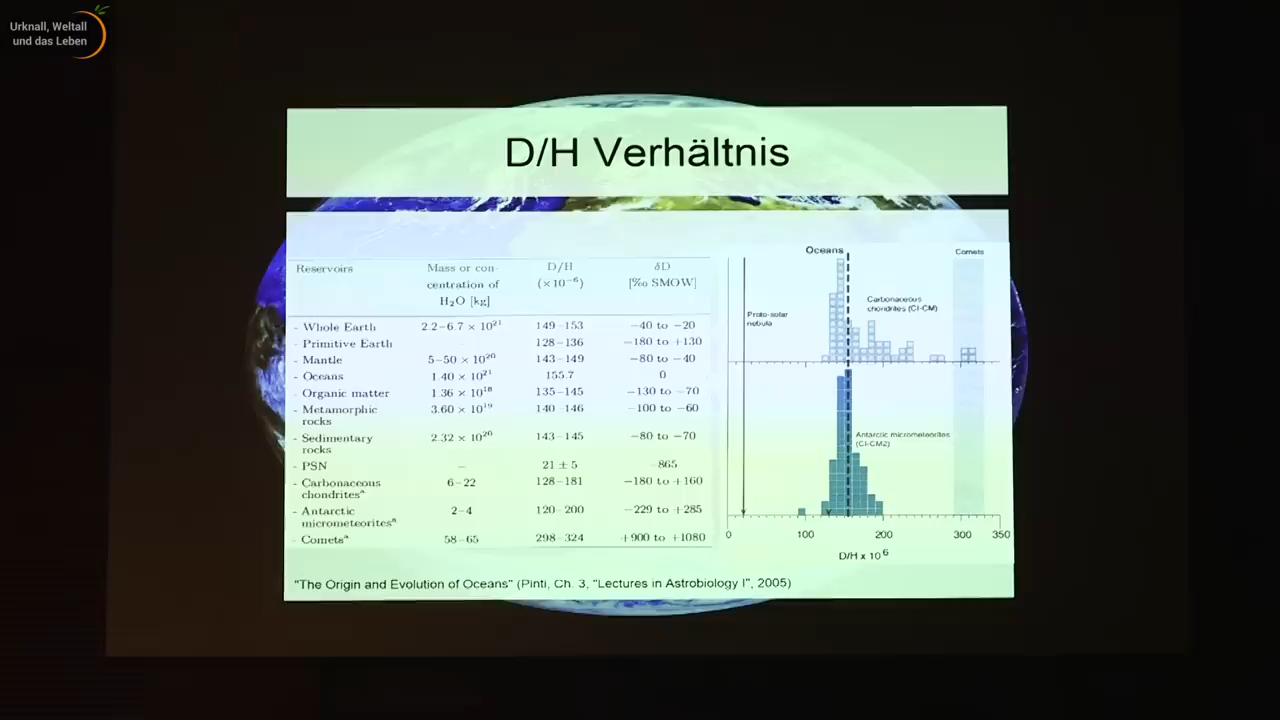 Urknall, Weltall
und das Leben
D/H Verhältnis
Reservoirs
Mass or con-
centration of
H₂O [kg]
D/H
(×10⁻⁶)
δD
[‰ SMOW]
- Whole Earth 2.2–6.7 × 10²¹ 149–153 −40 to −20
- Primitive Earth – 128–136 −180 to +130
- Mantle 5–50 × 10²⁰ 143–149 −80 to −40
- Oceans 1.40 × 10²¹ 155.7 0
- Organic matter 1.36 × 10¹⁸ 135–145 −130 to −70
- Metamorphic 3.60 × 10¹⁹ 140–146 −100 to −60
rocks
- Sedimentary 2.32 × 10²⁰ 143–145 −80 to −70
rocks
- PSN – 21 ± 5 −865
- Carbonaceous 6–22 128–181 −180 to +160
chondritesᵃ
- Antarctic 2–4 120–200 −229 to +285
micrometeoritesᵃ
- Cometsᵃ 58–65 298–324 +900 to +1080
Oceans
Comets
Carbonaceous
chondrites (CI-CM)
Proto-solar
nebula
Antarctic micrometeorites
(CI-CM2)
0 100 200 300 350
D/H x 10⁶
"The Origin and Evolution of Oceans" (Pinti, Ch. 3, "Lectures in Astrobiology I", 2005)